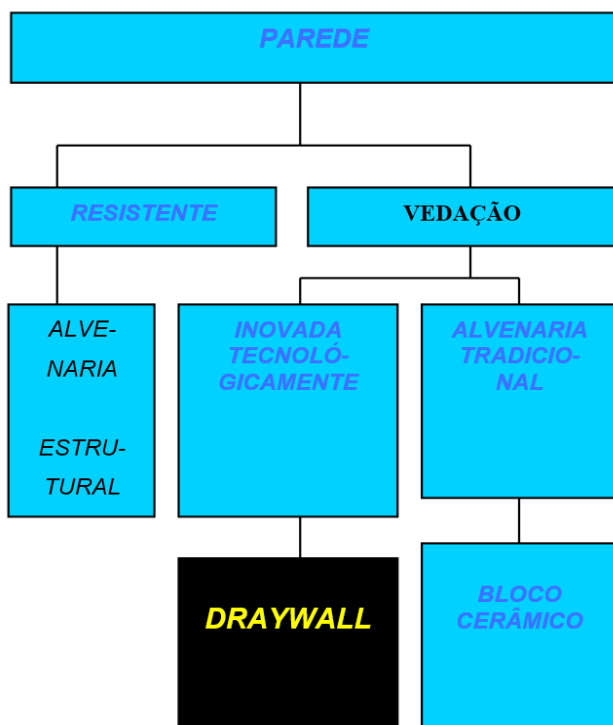 PAREDE
RESISTENTE
VEDAÇÃO
ALVE-
NARIA
ESTRU-
TURAL
INOVADA
TECNOLÓ-
GICAMENTE
ALVENARIA
TRADICIO-
NAL
DRAYWALL
BLOCO
CERÂMICO